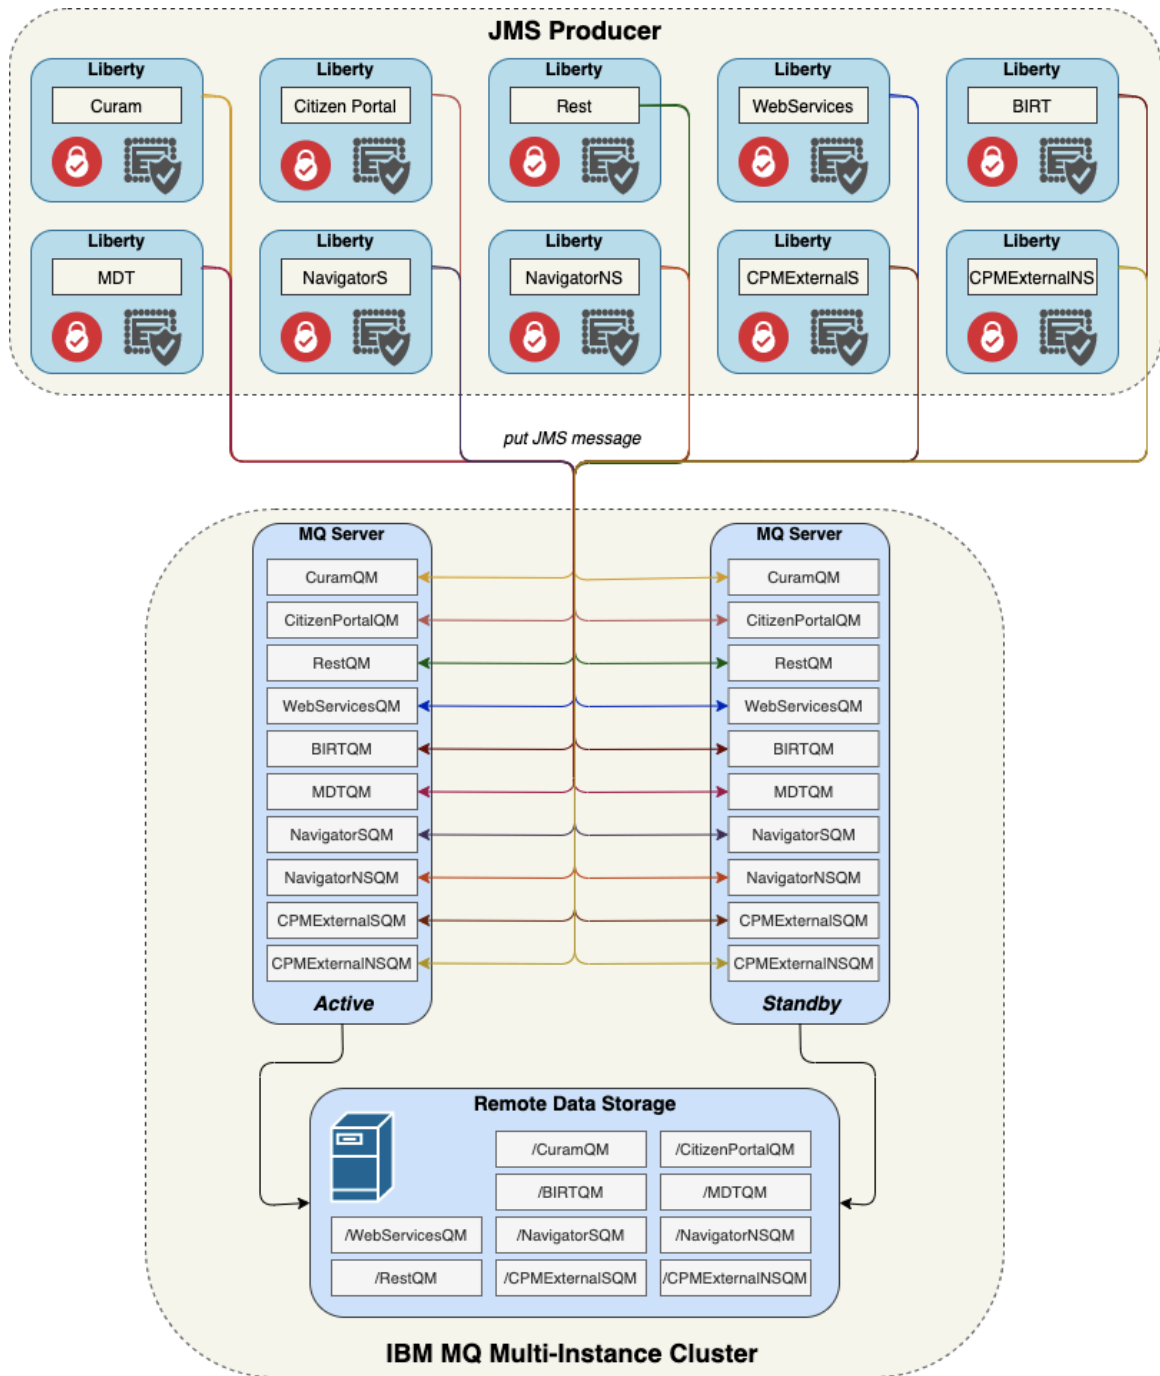 JMS Producer
Liberty
Liberty
Liberty
Liberty
Liberty
Curam
Citizen Portal
Rest
WebServices
BIRT
Liberty
Liberty
Liberty
Liberty
Liberty
MDT
NavigatorS
NavigatorNS
CPMExternalS
CPMExternalNS
put JMS message
MQ Server
CuramQM
CitizenPortalQM
RestQM
WebServicesQM
BIRTQM
MDTQM
NavigatorSQM
NavigatorNSQM
CPMExternalSQM
CPMExternalNSQM
Active
MQ Server
CuramQM
CitizenPortalQM
RestQM
WebServicesQM
BIRTQM
MDTQM
NavigatorSQM
NavigatorNSQM
CPMExternalSQM
CPMExternalNSQM
Standby
Remote Data Storage
/CuramQM
/CitizenPortalQM
/BIRTQM
/MDTQM
/WebServicesQM
/NavigatorSQM
/NavigatorNSQM
/RestQM
/CPMExternalSQM
/CPMExternalNSQM
IBM MQ Multi-Instance Cluster